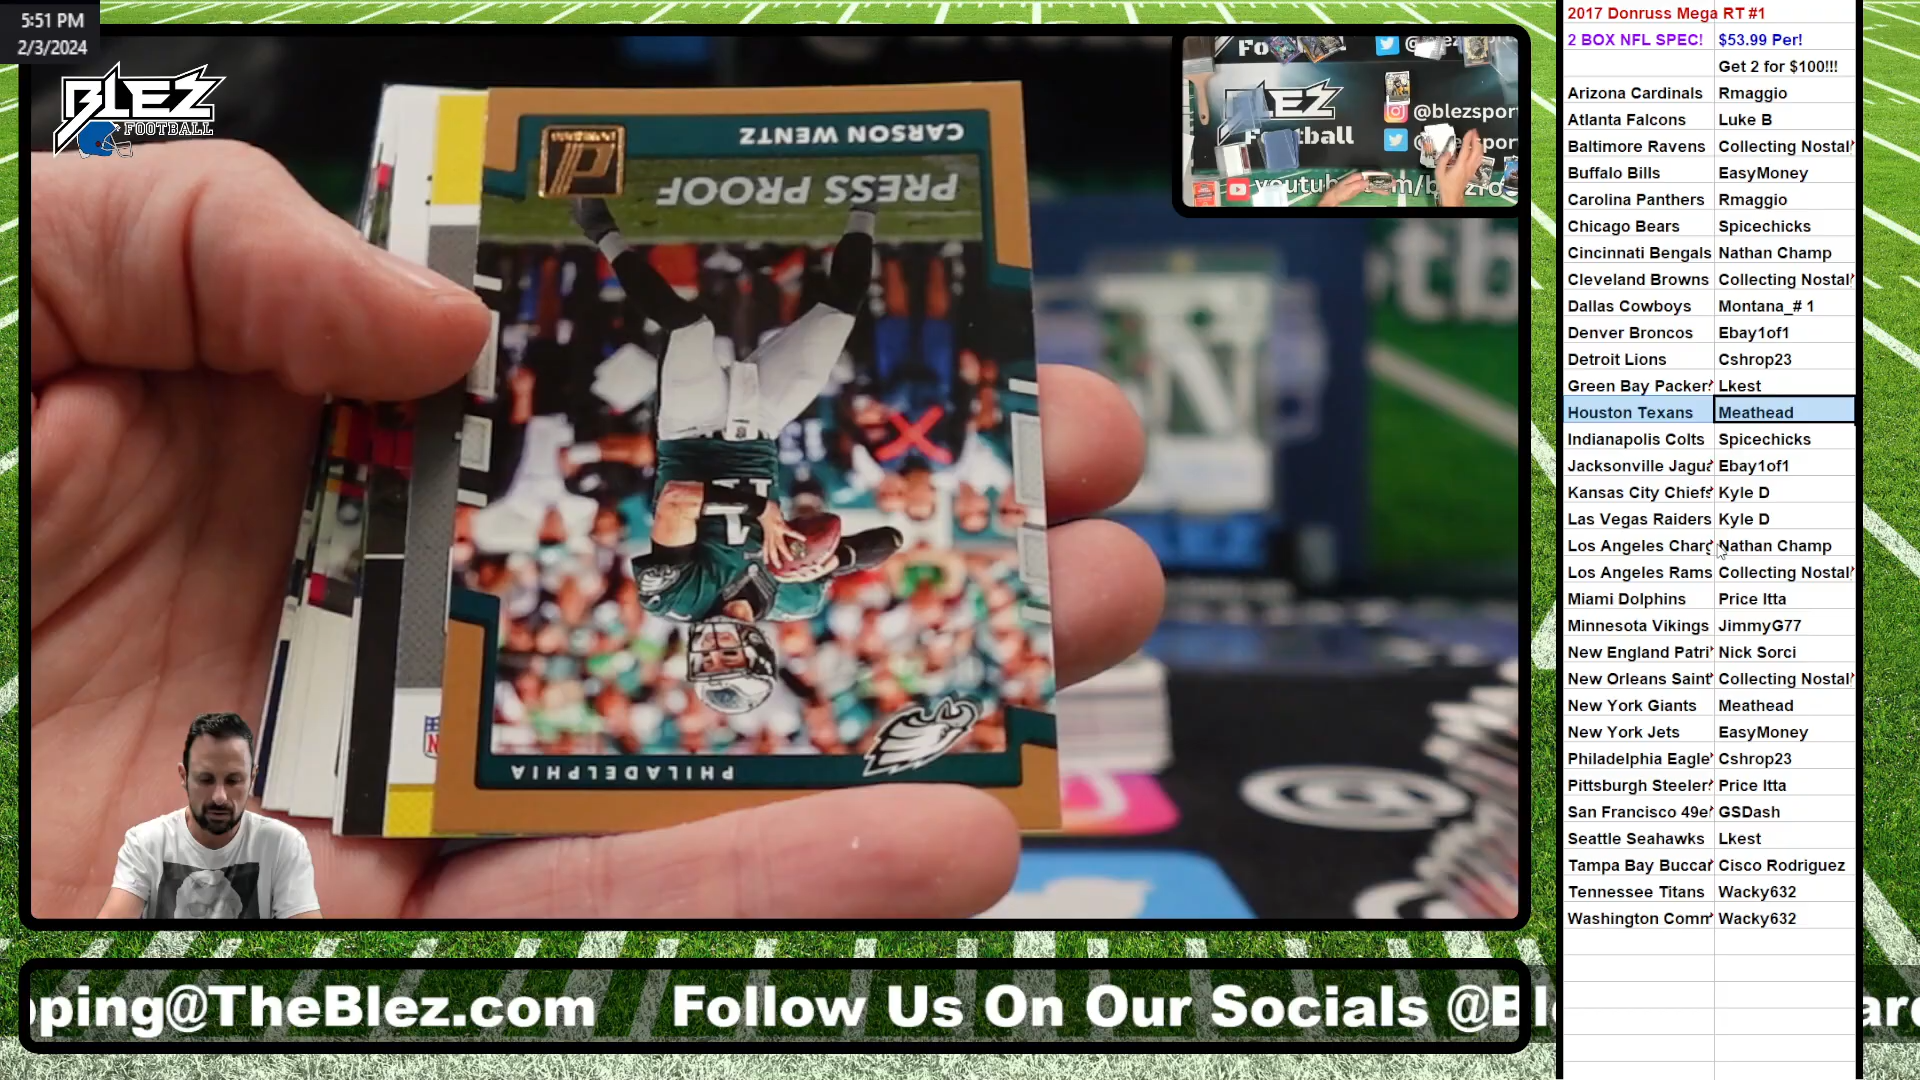 5:51 PM
2/3/2024
BLEZ
FOOTBALL
CARSON WENTZ
PRESS PROOF
PHILADELPHIA
@blezspor
youtub
2017 Donruss Mega RT #1
2 BOX NFL SPEC! $53.99 Per!
Get 2 for $100!!!
Arizona Cardinals Rmaggio
Atlanta Falcons Luke B
Baltimore Ravens Collecting Nostal
Buffalo Bills EasyMoney
Carolina Panthers Rmaggio
Chicago Bears Spicechicks
Cincinnati Bengals Nathan Champ
Cleveland Browns Collecting Nostal
Dallas Cowboys Montana_# 1
Denver Broncos Ebay1of1
Detroit Lions Cshrop23
Green Bay Packer Lkest
Houston Texans Meathead
Indianapolis Colts Spicechicks
Jacksonville Jagu Ebay1of1
Kansas City Chiefs Kyle D
Las Vegas Raiders Kyle D
Los Angeles Charg Nathan Champ
Los Angeles Rams Collecting Nostal
Miami Dolphins Price Itta
Minnesota Vikings JimmyG77
New England Patri Nick Sorci
New Orleans Saint Collecting Nostal
New York Giants Meathead
New York Jets EasyMoney
Philadelphia Eagle Cshrop23
Pittsburgh Steeler Price Itta
San Francisco 49e GSDash
Seattle Seahawks Lkest
Tampa Bay Buccan Cisco Rodriguez
Tennessee Titans Wacky632
Washington Comm Wacky632
pping@TheBlez.com Follow Us On Our Socials @Bl